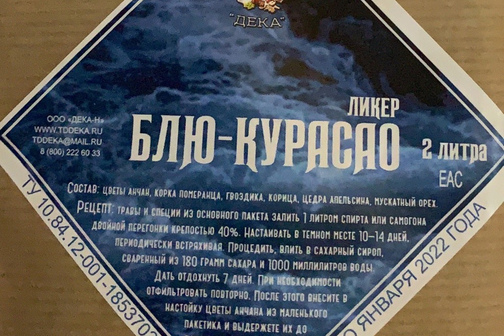 "ДЕКА"
ООО «ДЕКА-Н»
WWW.TDDEKA.RU
TDDEKA@MAIL.RU
8 (800) 222 60 33
ЛИКЕР
БЛЮ-КУРАСАО
2 литра
ЕАС
Состав: цветы анчан, корка померанца, гвоздика, корица, цедра апельсина, мускатный орех.
Рецепт: травы и специи из основного пакета залить 1 литром спирта или самогона
двойной перегонки крепостью 40%. Настаивать в темном месте 10-14 дней,
периодически встряхивая. Процедить, влить в сахарный сироп,
сваренный из 180 грамм сахара и 1000 миллилитров воды.
Дать отдохнуть 7 дней. При необходимости
отфильтровать повторно. После этого внесите в
настойку цветы анчана из маленького
пакетика и выдержите их до
ТУ 10.84.12-001-1853702
ЯНВАРЯ 2022 ГОДА